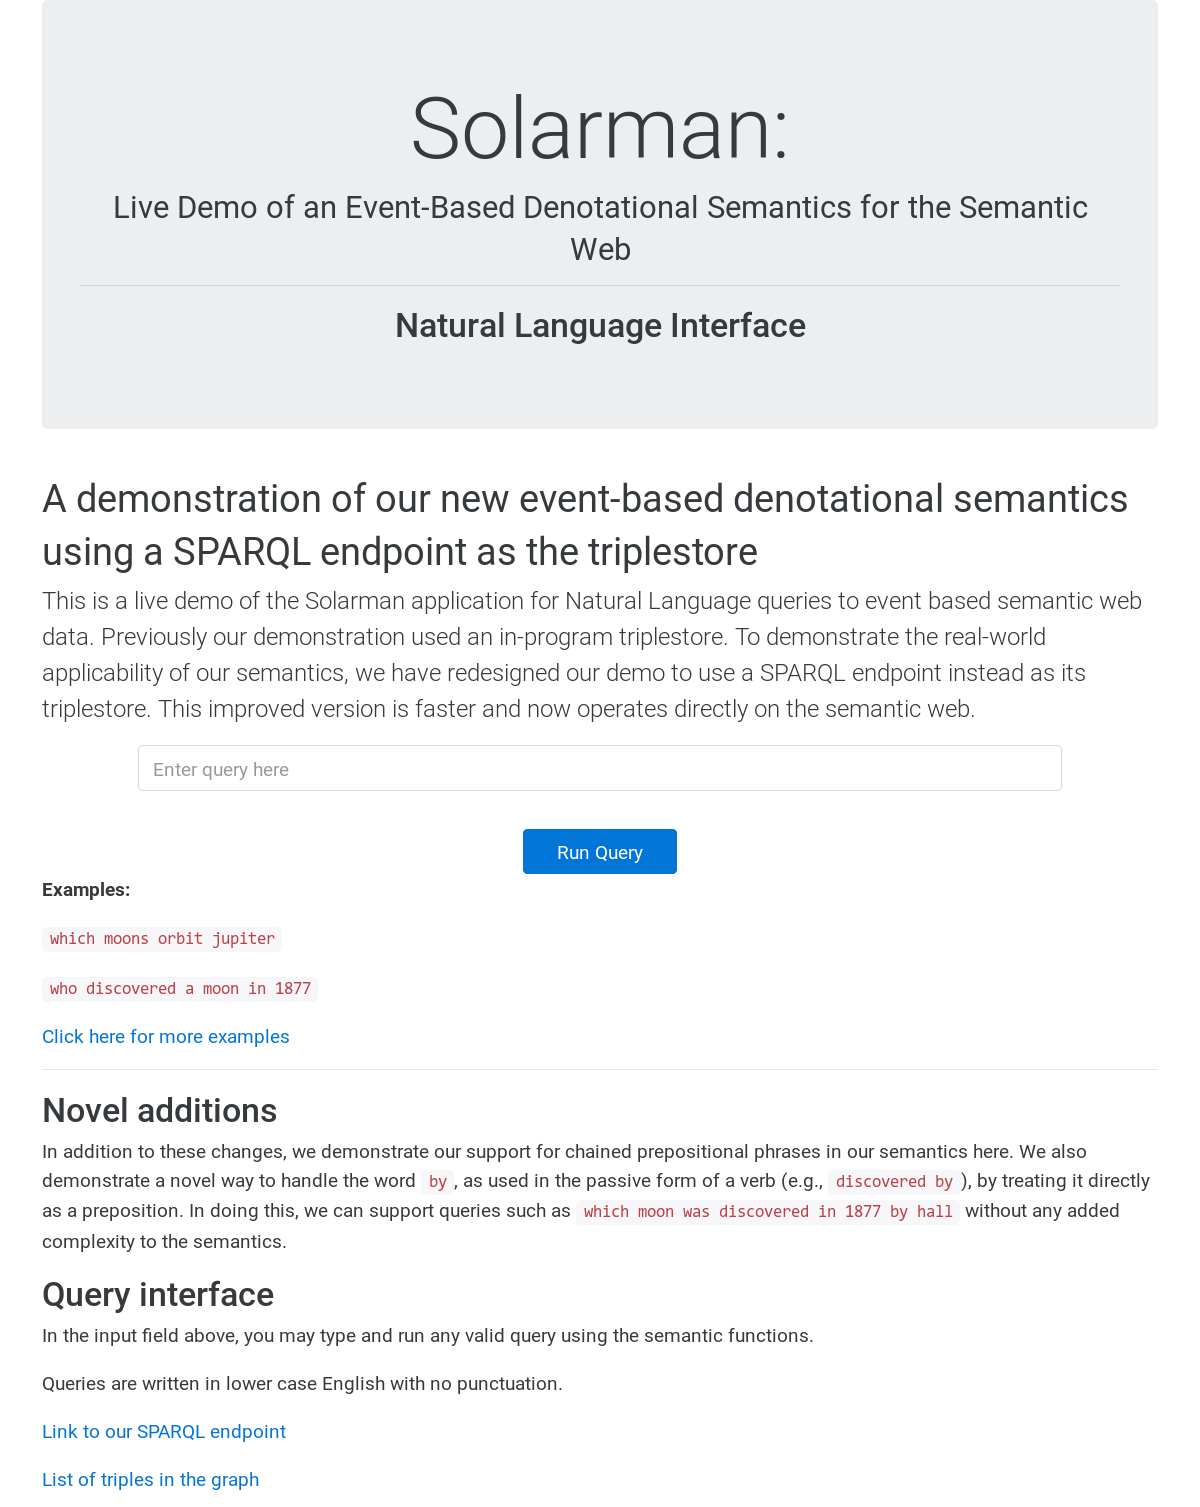 Solarman:
Live Demo of an Event-Based Denotational Semantics for the Semantic
Web
Natural Language Interface
A demonstration of our new event-based denotational semantics
using a SPARQL endpoint as the triplestore
This is a live demo of the Solarman application for Natural Language queries to event based semantic web
data. Previously our demonstration used an in-program triplestore. To demonstrate the real-world
applicability of our semantics, we have redesigned our demo to use a SPARQL endpoint instead as its
triplestore. This improved version is faster and now operates directly on the semantic web.
Enter query here
Run Query
Examples:
which moons orbit jupiter
who discovered a moon in 1877
Click here for more examples
Novel additions
In addition to these changes, we demonstrate our support for chained prepositional phrases in our semantics here. We also
demonstrate a novel way to handle the word by, as used in the passive form of a verb (e.g., discovered by), by treating it directly
as a preposition. In doing this, we can support queries such as which moon was discovered in 1877 by hall without any added
complexity to the semantics.
Query interface
In the input field above, you may type and run any valid query using the semantic functions.
Queries are written in lower case English with no punctuation.
Link to our SPARQL endpoint
List of triples in the graph